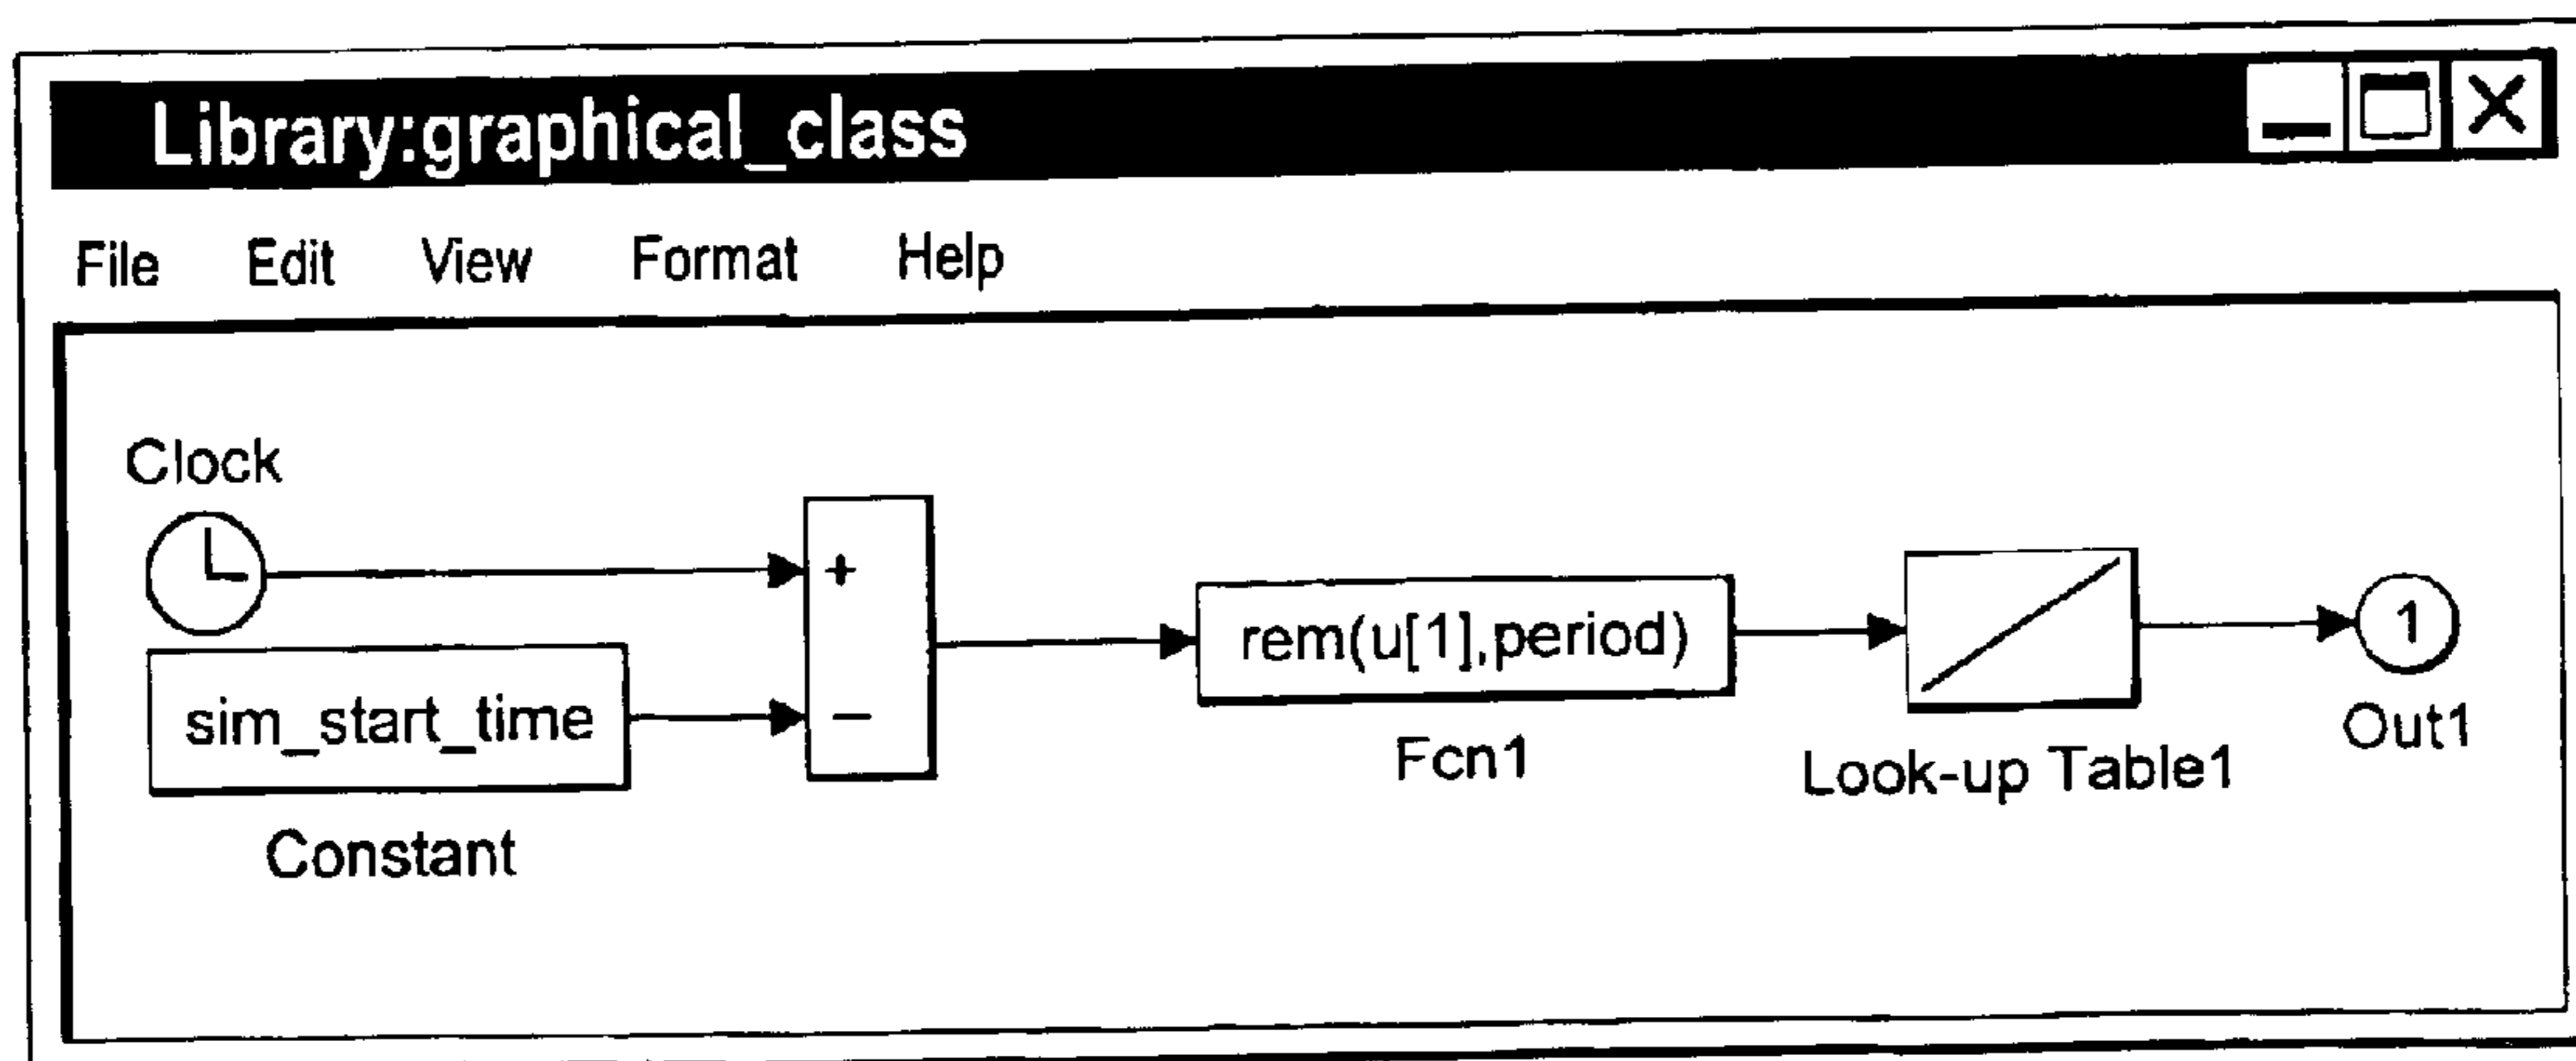 Library:graphical_class
File Edit View Format Help
Clock
+
sim_start_time
−
Constant
rem(u[1],period)
Fcn1
Look-up Table1
1
Out1